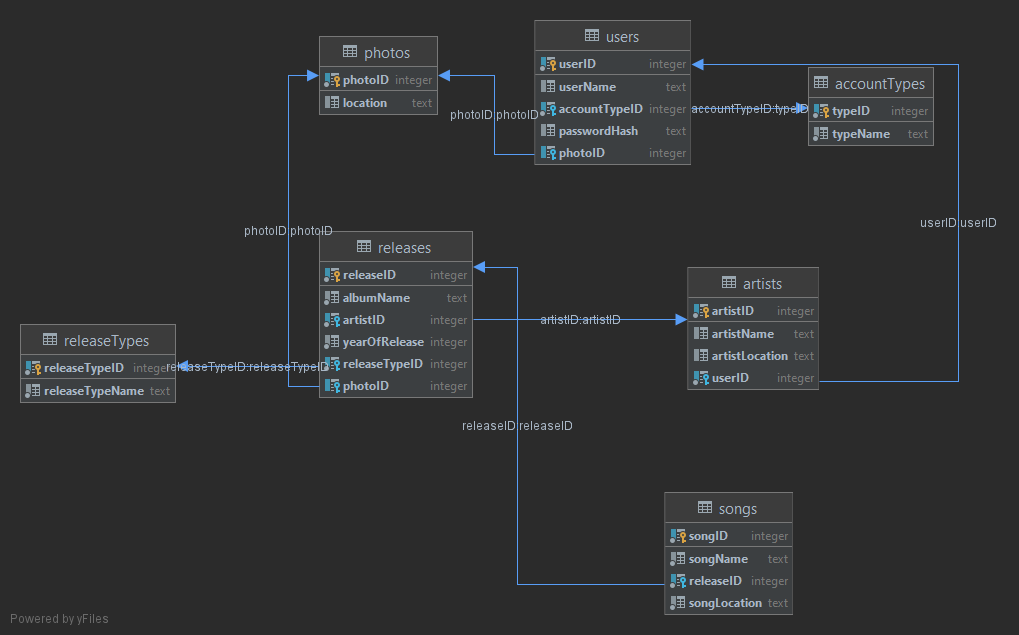 photos
photoID integer
location text
users
userID integer
userName text
accountTypeID integer
passwordHash text
photoID integer
accountTypes
typeID integer
typeName text
photoID:photoID
accountTypeID:typeID
userID:userID
photoID:photoID
releases
releaseID integer
albumName text
artistID integer
yearOfRelease integer
releaseTypeID integer
photoID integer
artists
artistID integer
artistName text
artistLocation text
userID integer
artistID:artistID
releaseTypes
releaseTypeID integer
releaseTypeName text
releaseTypeID:releaseTypeID
releaseID:releaseID
songs
songID integer
songName text
releaseID integer
songLocation text
Powered by yFiles